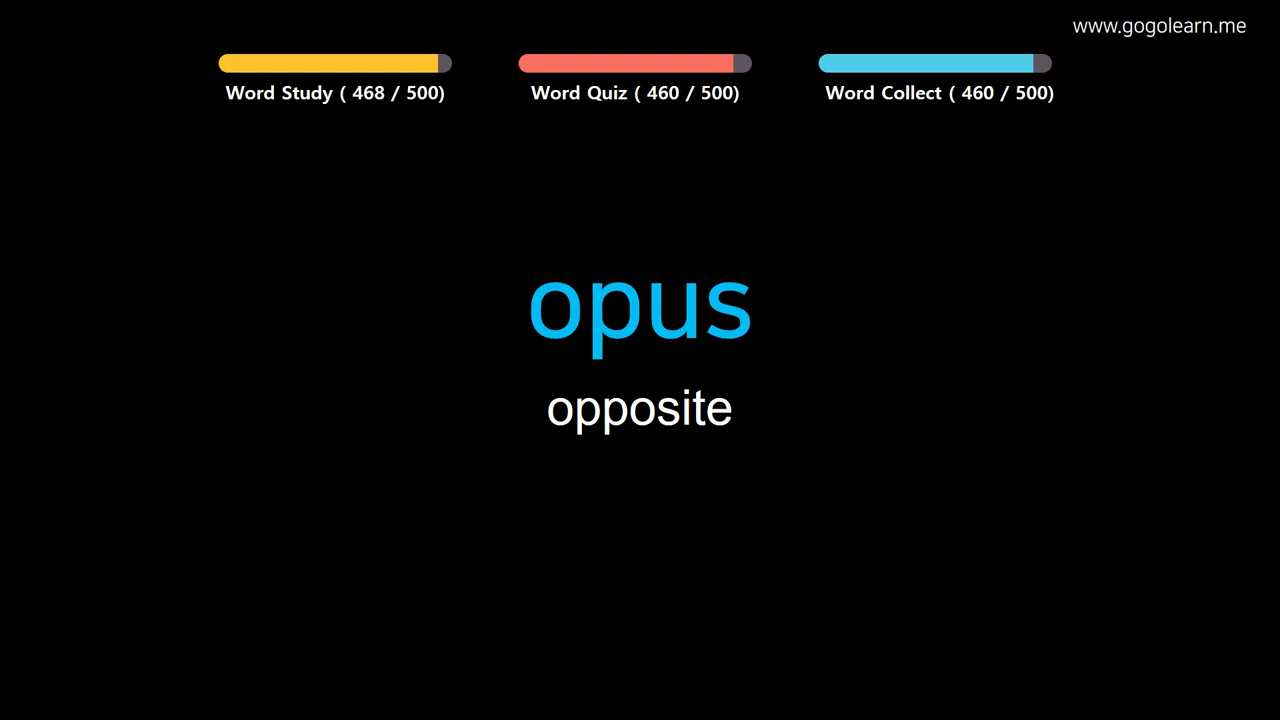 www.gogolearn.me
Word Study ( 468 / 500)
Word Quiz ( 460 / 500)
Word Collect ( 460 / 500)
opus
opposite